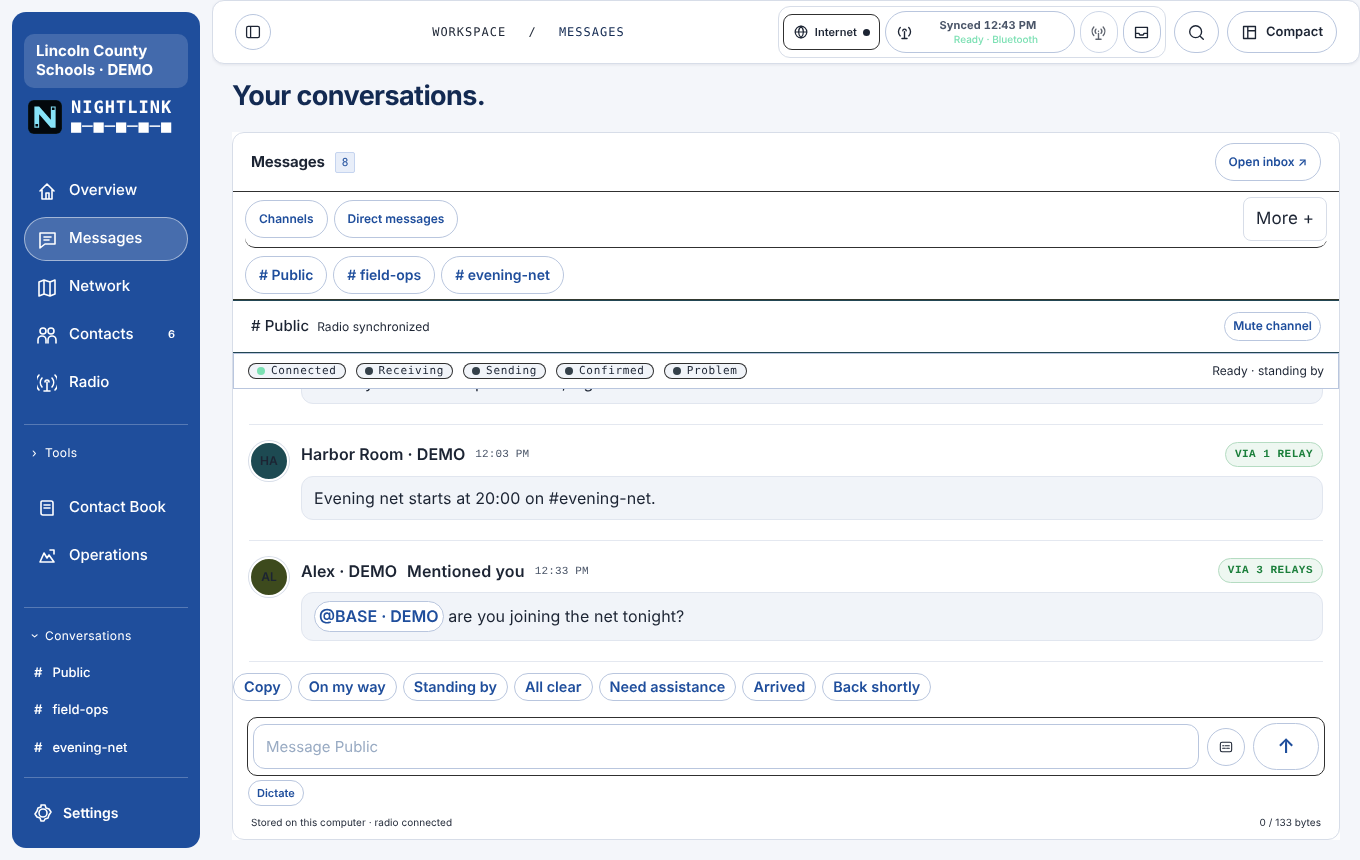 Lincoln County
Schools · DEMO
NIGHTLINK
Overview
Messages
Network
Contacts 6
Radio
Tools
Contact Book
Operations
Conversations
# Public
# field-ops
# evening-net
Settings
WORKSPACE / MESSAGES
Internet
Synced 12:43 PM
Ready · Bluetooth
Compact
Your conversations.
Messages 8
Open inbox ↗
Channels Direct messages More +
# Public # field-ops # evening-net
# Public Radio synchronized Mute channel
Connected Receiving Sending Confirmed Problem Ready · standing by
HA Harbor Room · DEMO 12:03 PM VIA 1 RELAY
Evening net starts at 20:00 on #evening-net.
AL Alex · DEMO Mentioned you 12:33 PM VIA 3 RELAYS
@BASE · DEMO are you joining the net tonight?
Copy On my way Standing by All clear Need assistance Arrived Back shortly
Message Public
Dictate
Stored on this computer · radio connected 0 / 133 bytes